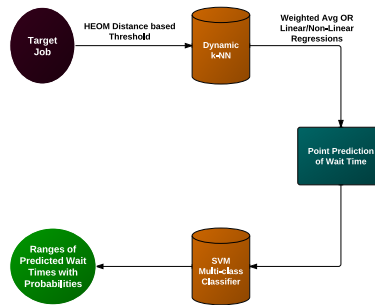 Target
Job
HEOM Distance based
Threshold
Dynamic
k-NN
Weighted Avg OR
Linear/Non-Linear
Regressions
Point Prediction
of Wait Time
SVM
Multi-class
Classifier
Ranges of
Predicted Wait
Times with
Probabilities